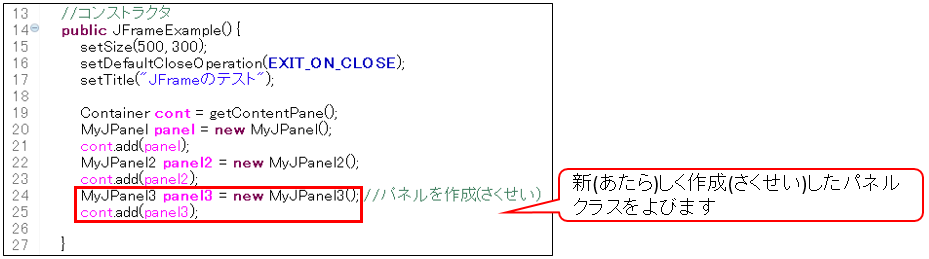 13 //コンストラクタ
14 public JFrameExample() {
15 setSize(500, 300);
16 setDefaultCloseOperation(EXIT_ON_CLOSE);
17 setTitle("JFrameのテスト");
18
19 Container cont = getContentPane();
20 MyJPanel panel = new MyJPanel();
21 cont.add(panel);
22 MyJPanel2 panel2 = new MyJPanel2();
23 cont.add(panel2);
24 MyJPanel3 panel3 = new MyJPanel3(); //パネルを作成(さくせい)
25 cont.add(panel3);
26
27 }
新(あたら)しく作成(さくせい)したパネル
クラスをよびます